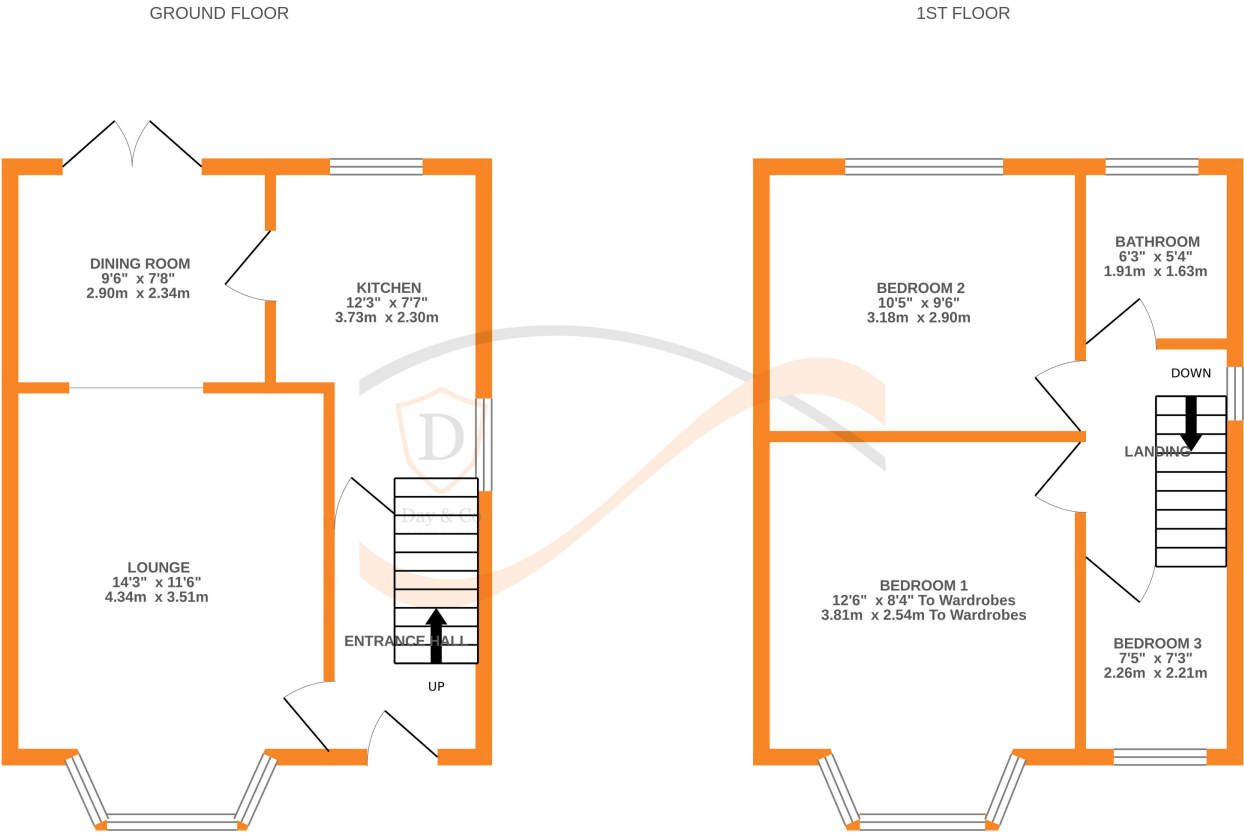 GROUND FLOOR
1ST FLOOR
DINING ROOM
9'6" x 7'8"
2.90m x 2.34m
KITCHEN
12'3" x 7'7"
3.73m x 2.30m
LOUNGE
14'3" x 11'6"
4.34m x 3.51m
D
Day & Co
ENTRANCE HALL
UP
BEDROOM 2
10'5" x 9'6"
3.18m x 2.90m
BATHROOM
6'3" x 5'4"
1.91m x 1.63m
DOWN
LANDING
BEDROOM 1
12'6" x 8'4" To Wardrobes
3.81m x 2.54m To Wardrobes
BEDROOM 3
7'5" x 7'3"
2.26m x 2.21m